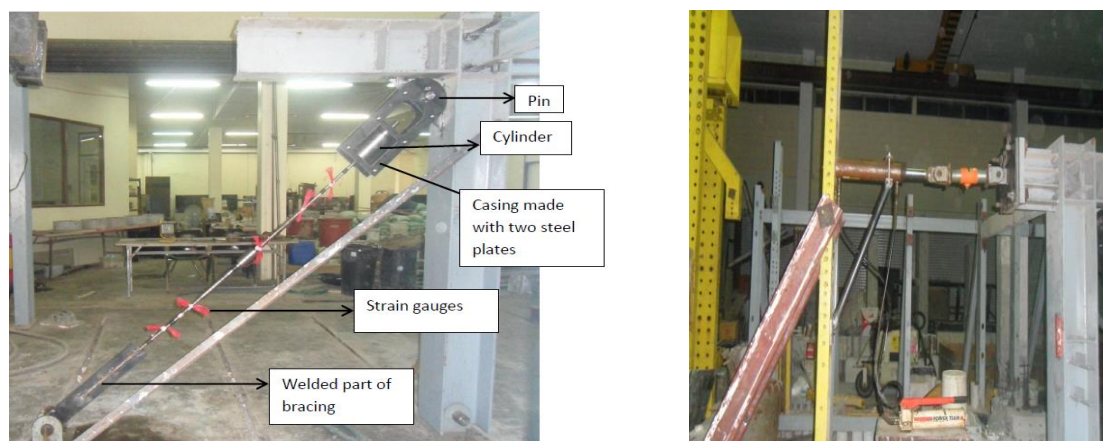 Pin
Cylinder
Casing made
with two steel
plates
Strain gauges
Welded part of
bracing